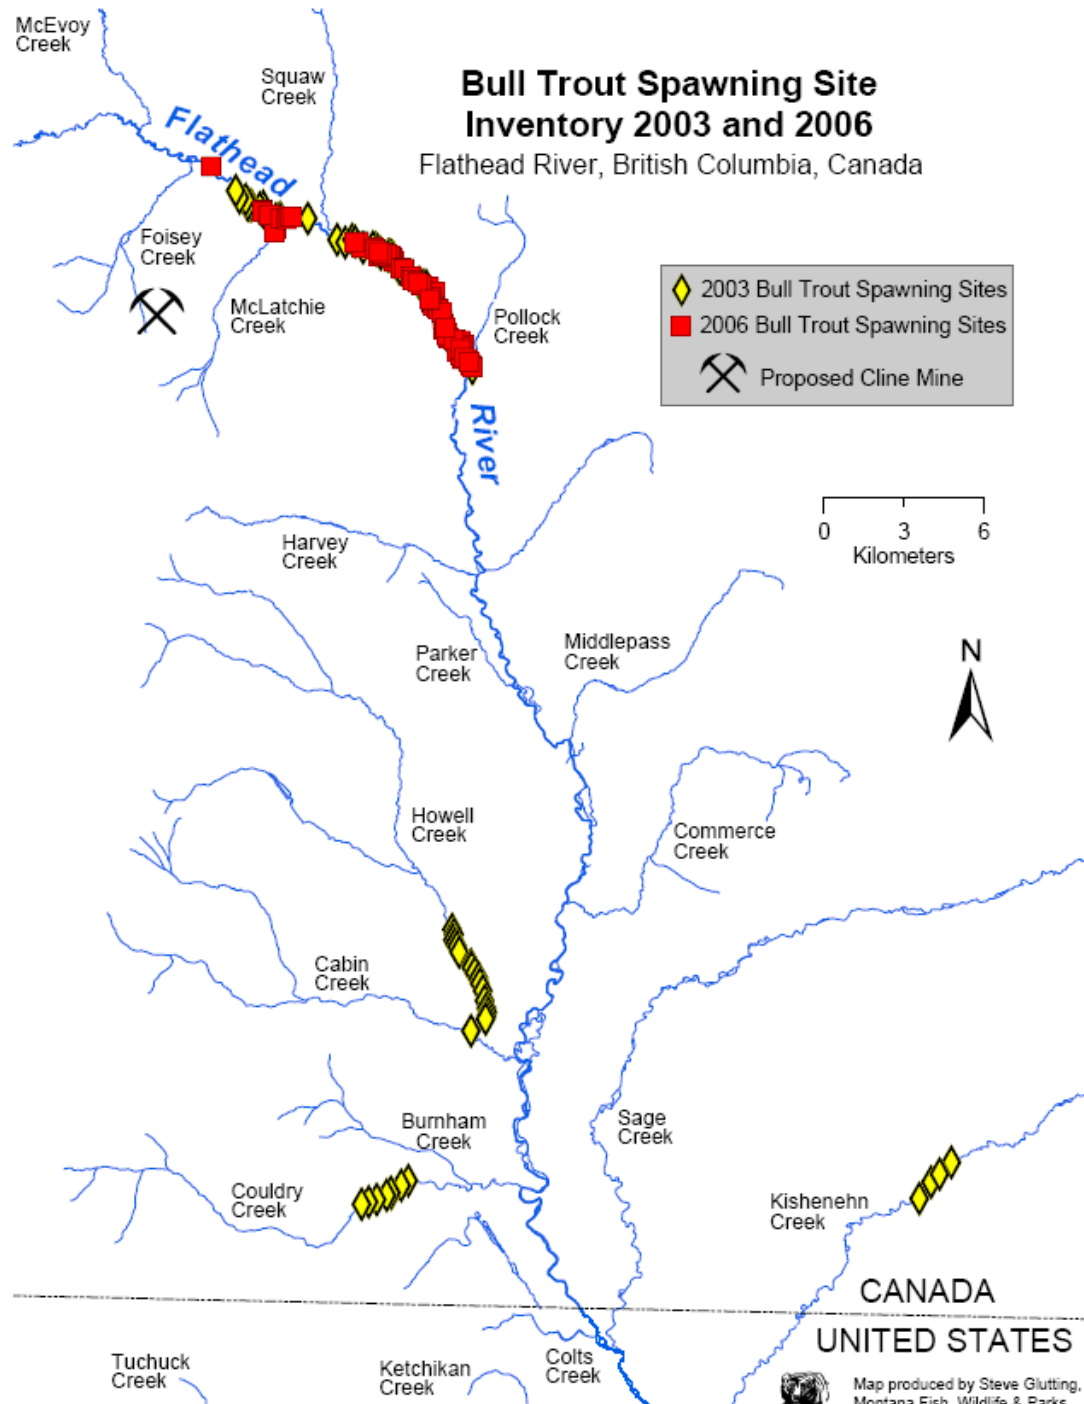 McEvoy
Creek
Squaw
Creek
Bull Trout Spawning Site
Inventory 2003 and 2006
Flathead River, British Columbia, Canada
Flathead
Foisey
Creek
McLatchie
Creek
Pollock
Creek
2003 Bull Trout Spawning Sites
2006 Bull Trout Spawning Sites
Proposed Cline Mine
River
0 3 6
Kilometers
Harvey
Creek
Parker
Creek
Middlepass
Creek
N
Howell
Creek
Commerce
Creek
Cabin
Creek
Burnham
Creek
Sage
Creek
Couldry
Creek
Kishenehn
Creek
CANADA
UNITED STATES
Tuchuck
Creek
Ketchikan
Creek
Colts
Creek
Map produced by Steve Glutting,
Montana Fish, Wildlife & Parks